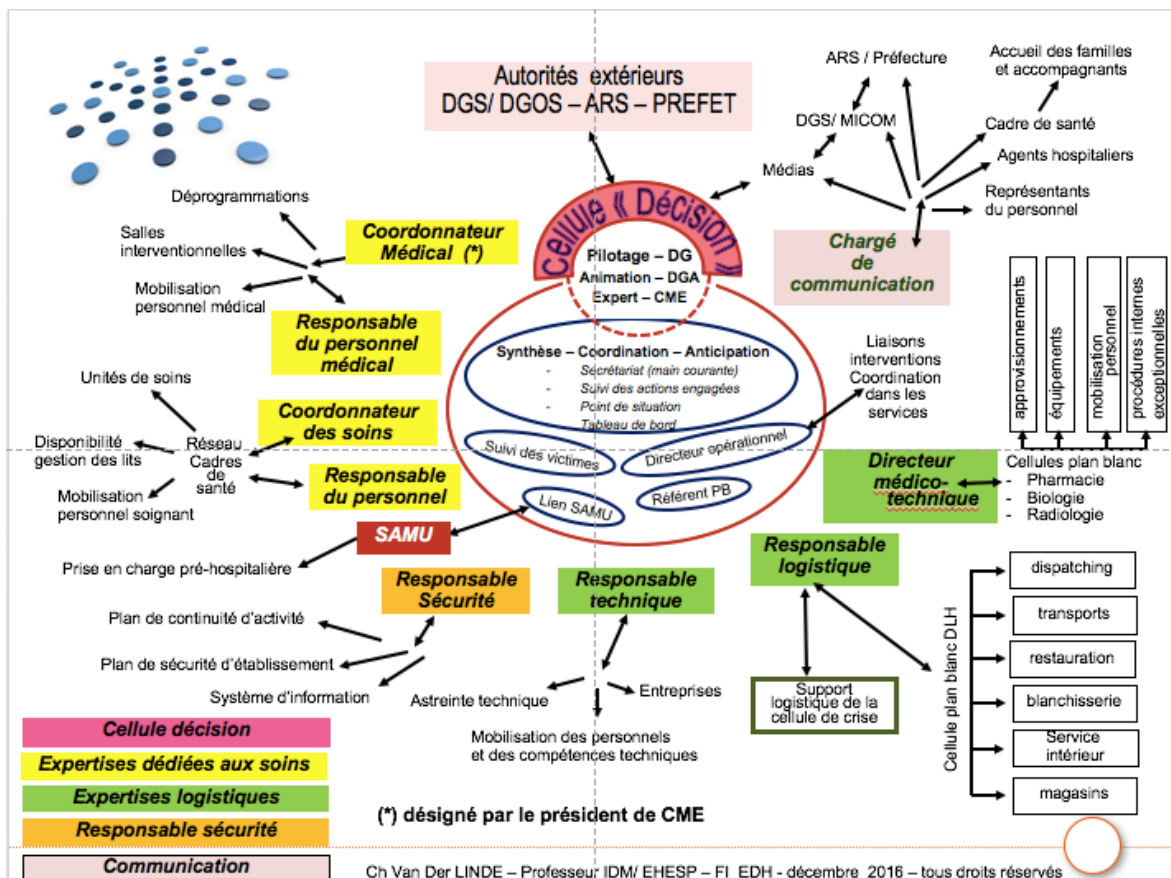 Autorités extérieurs
DGS/ DGOS – ARS – PREFET
ARS / Préfecture
DGS/ MICOM
Médias
Accueil des familles
et accompagnants
Cadre de santé
Agents hospitaliers
Représentants
du personnel
Chargé
de
communication
Cellule « Décision »
Pilotage – DG
Animation – DGA
Expert – CME
Synthèse – Coordination – Anticipation
- Secrétariat (main courante)
- Suivi des actions engagées
- Point de situation
- Tableau de bord
Suivi des victimes
Directeur opérationnel
Lien SAMU
Référent PB
Déprogrammations
Salles
interventionnelles
Mobilisation
personnel médical
Coordonnateur
Médical (*)
Responsable
du personnel
médical
Unités de soins
Disponibilité
gestion des lits
Mobilisation
personnel soignant
Réseau
Cadres
de
santé
Coordonnateur
des soins
Responsable
du personnel
SAMU
Prise en charge pré-hospitalière
Liaisons
interventions
Coordination
dans les
services
approvisionnements
équipements
mobilisation
personnel
procédures internes
exceptionnelles
Directeur
médico-
technique
Cellules plan blanc
- Pharmacie
- Biologie
- Radiologie
Responsable
Sécurité
Plan de continuité d'activité
Plan de sécurité d'établissement
Système d'information
Responsable
technique
Astreinte technique
Entreprises
Mobilisation des personnels
et des compétences techniques
Responsable
logistique
Support
logistique de la
cellule de crise
Cellule plan blanc DLH
dispatching
transports
restauration
blanchisserie
Service
intérieur
magasins
Cellule décision
Expertises dédiées aux soins
Expertises logistiques
Responsable sécurité
Communication
(*) désigné par le président de CME
Ch Van Der LINDE – Professeur IDM/ EHESP – FI EDH - décembre 2016 – tous droits réservés